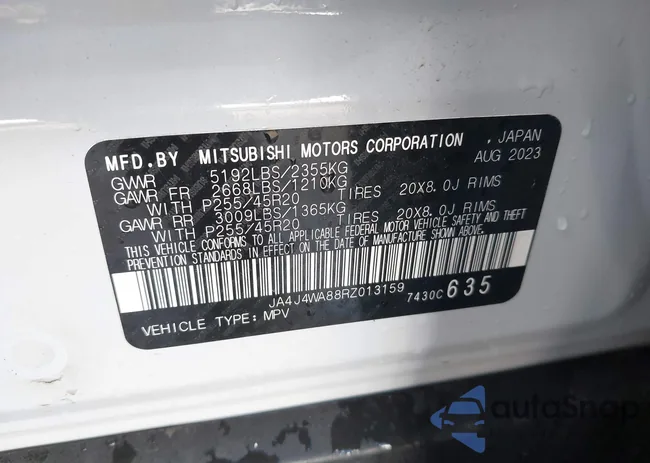 MFD.BY MITSUBISHI MOTORS CORPORATION , JAPAN
AUG 2023
GVWR 5192LBS/2355KG
GAWR FR 2668LBS/1210KG
WITH P255/45R20 TIRES 20X8.0J RIMS
GAWR RR 3009LBS/1365KG
WITH P255/45R20 TIRES 20X8.0J RIMS
THIS VEHICLE CONFORMS TO ALL APPLICABLE FEDERAL MOTOR VEHICLE SAFETY AND THEFT
PREVENTION STANDARDS IN EFFECT ON THE DATE OF MANUFACTURE SHOWN ABOVE.
JA4J4WA88RZ013159 7430C 635
VEHICLE TYPE: MPV
autoSnap